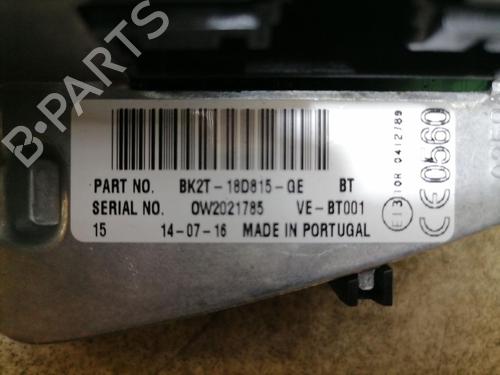 B-PARTS
PART NO. BK2T-18D815-GE BT
SERIAL NO. OW2021785 VE-BT001
15 14-07-16 MADE IN PORTUGAL
E13 10R 0412789
CE0560